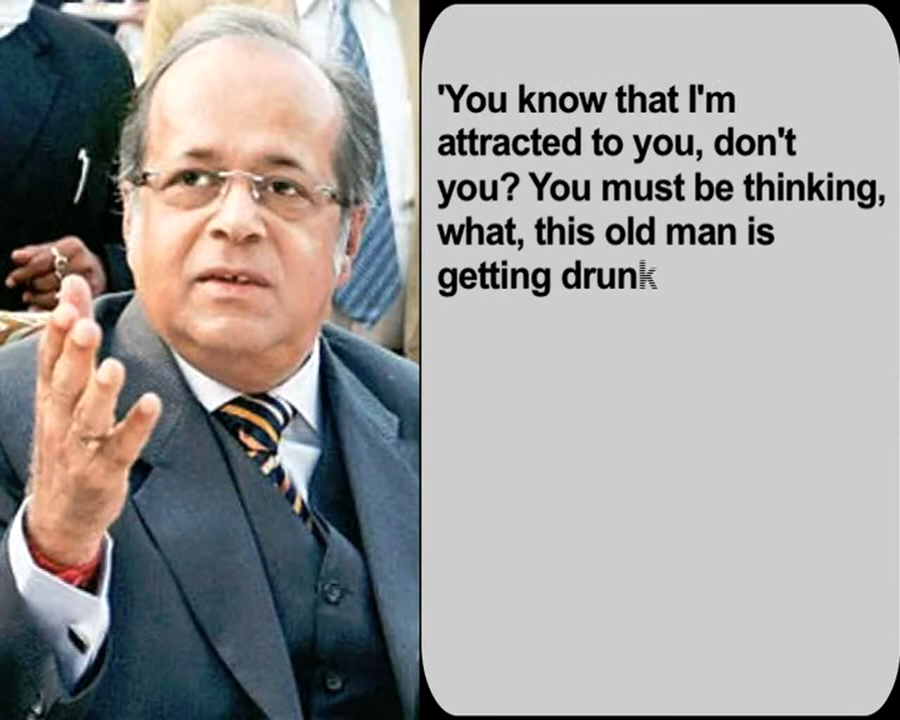 'You know that I'm
attracted to you, don't
you? You must be thinking,
what, this old man is
getting drunk